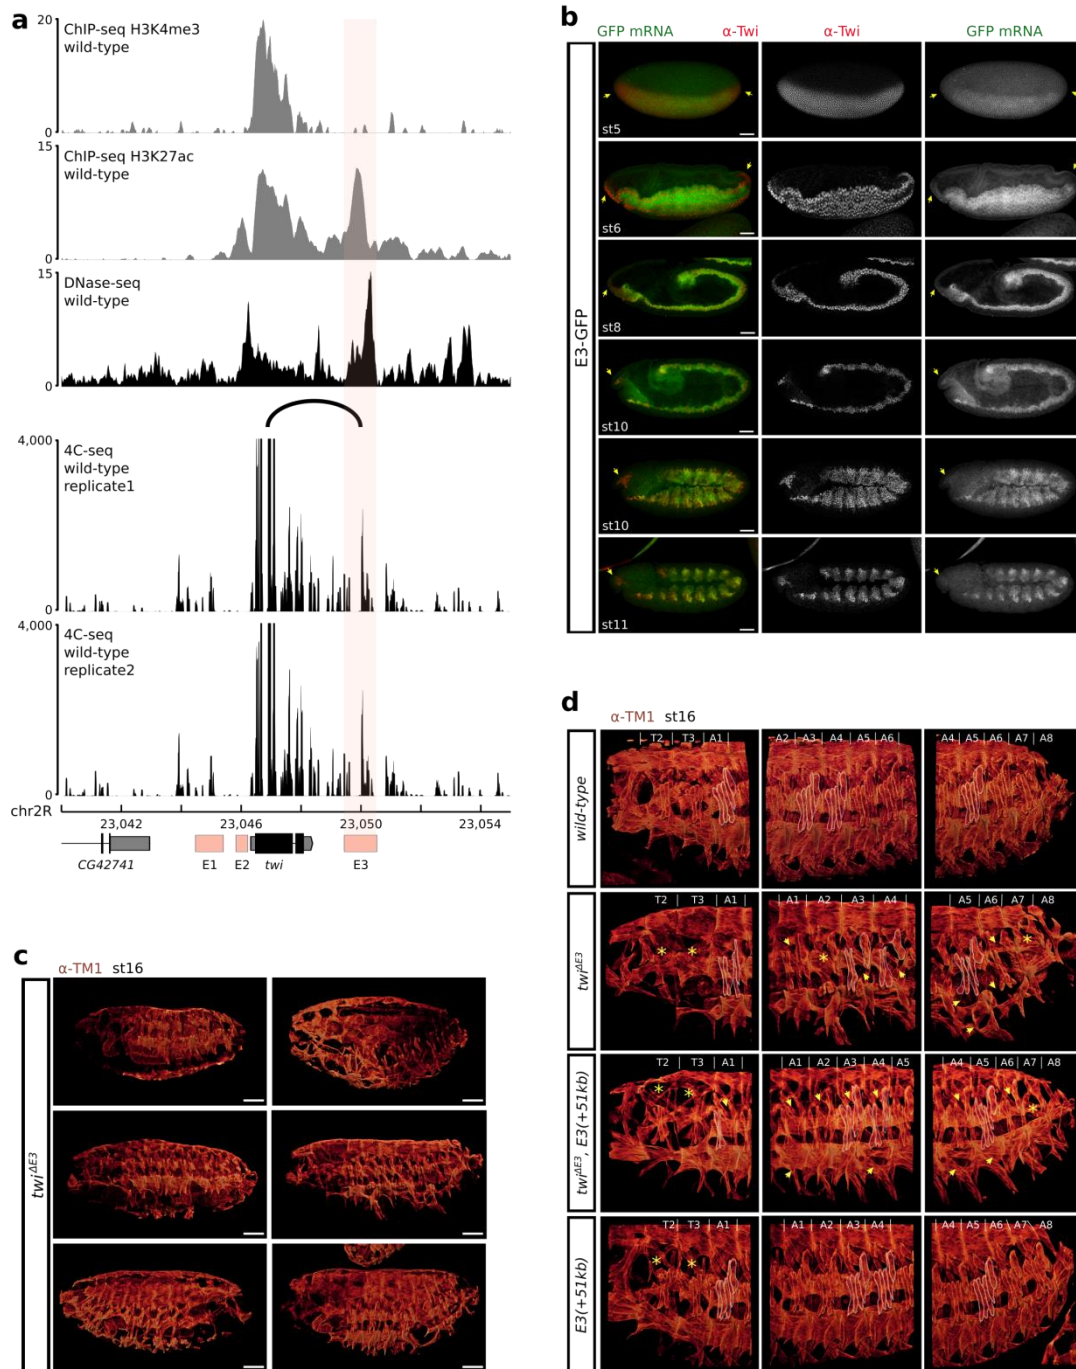 a
20
ChIP-seq H3K4me3
wild-type
0
15
ChIP-seq H3K27ac
wild-type
0
15
DNase-seq
wild-type
0
4,000
4C-seq
wild-type
replicate1
0
4,000
4C-seq
wild-type
replicate2
0
chr2R
23,042 23,046 23,050 23,054
CG42741 E1 E2 twi E3
b
GFP mRNA α-Twi α-Twi GFP mRNA
E3-GFP
st5
st6
st8
st10
st10
st11
c
α-TM1 st16
twiΔE3
d
α-TM1 st16
wild-type
T2 T3 A1 A2 A3 A4 A5 A6 A4 A5 A6 A7 A8
twiΔE3
T2 T3 A1 A1 A2 A3 A4 A5 A6 A7 A8
* * * *
twiΔE3, E3(+51kb)
T2 T3 A1 A1 A2 A3 A4 A5 A4 A5 A6 A7 A8
* * *
E3(+51kb)
T2 T3 A1 A1 A2 A3 A4 A4 A5 A6 A7 A8
* *